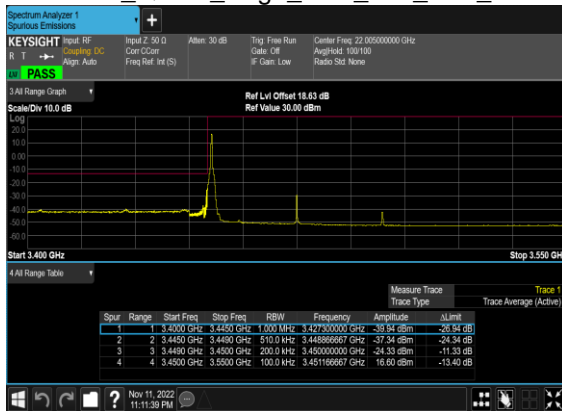 Spectrum Analyzer 1
Spurious Emissions
KEYSIGHT Input: RF Input Z: 50 Ω Atten: 30 dB Trig: Free Run Center Freq: 22.005000000 GHz
R T Coupling: DC Corr CCorr Gate: Off Avg|Hold: 100/100
Align: Auto Freq Ref: Int (S) IF Gain: Low Radio Std: None
PASS
3 All Range Graph
Ref Lvl Offset 18.63 dB
Scale/Div 10.0 dB Ref Value 30.00 dBm
Log
20.0
10.0
0.00
-10.0
-20.0
-30.0
-40.0
-50.0
-60.0
Start 3.400 GHz Stop 3.550 GH
4 All Range Table
Measure Trace Trace 1
Trace Type Trace Average (Active)
Spur Range Start Freq Stop Freq RBW Frequency Amplitude ΔLimit
1 1 3.4000 GHz 3.4450 GHz 1.000 MHz 3.427300000 GHz -39.94 dBm -26.94 dB
2 2 3.4450 GHz 3.4490 GHz 510.0 kHz 3.448866667 GHz -37.34 dBm -24.34 dB
3 3 3.4490 GHz 3.4500 GHz 200.0 kHz 3.450000000 GHz -24.33 dBm -11.33 dB
4 4 3.4500 GHz 3.5500 GHz 100.0 kHz 3.451166667 GHz 16.60 dBm -13.40 dB
Nov 11, 2022
11:11:39 PM